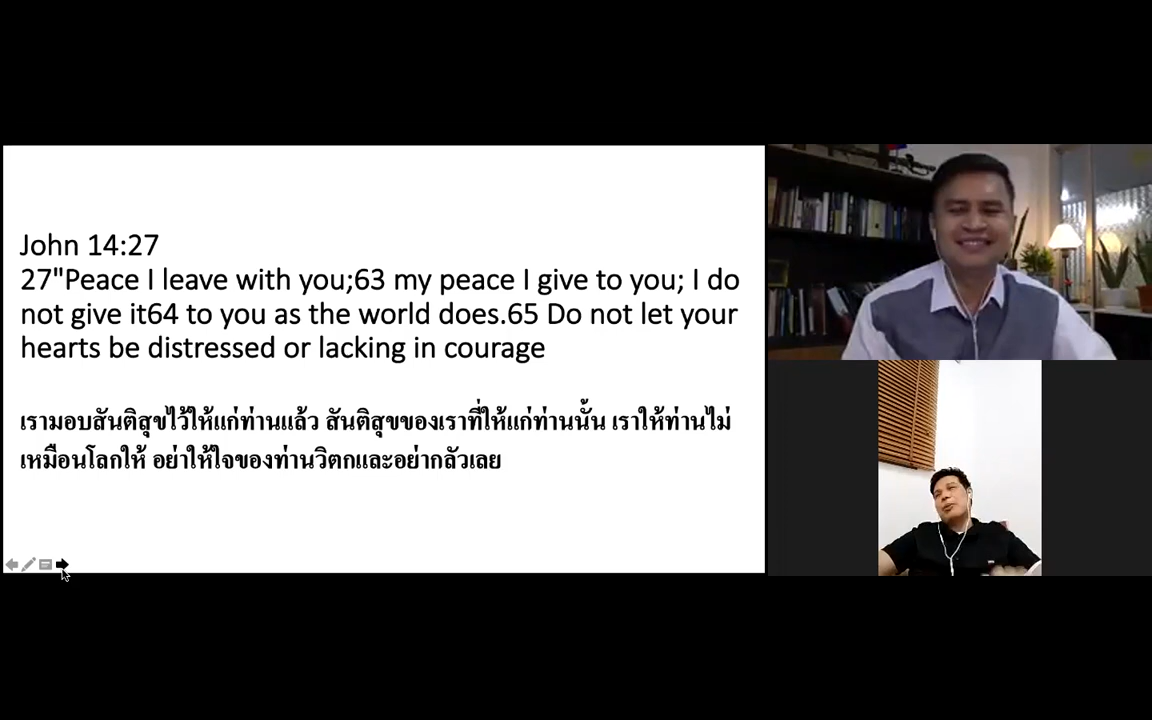 John 14:27
27"Peace I leave with you;63 my peace I give to you; I do
not give it64 to you as the world does.65 Do not let your
hearts be distressed or lacking in courage
เรามอบสันติสุขไว้ให้แก่ท่านแล้ว สันติสุขของเราที่ให้แก่ท่านนั้น เราให้ท่านไม่
เหมือนโลกให้ อย่าให้ใจของท่านวิตกและอย่ากลัวเลย